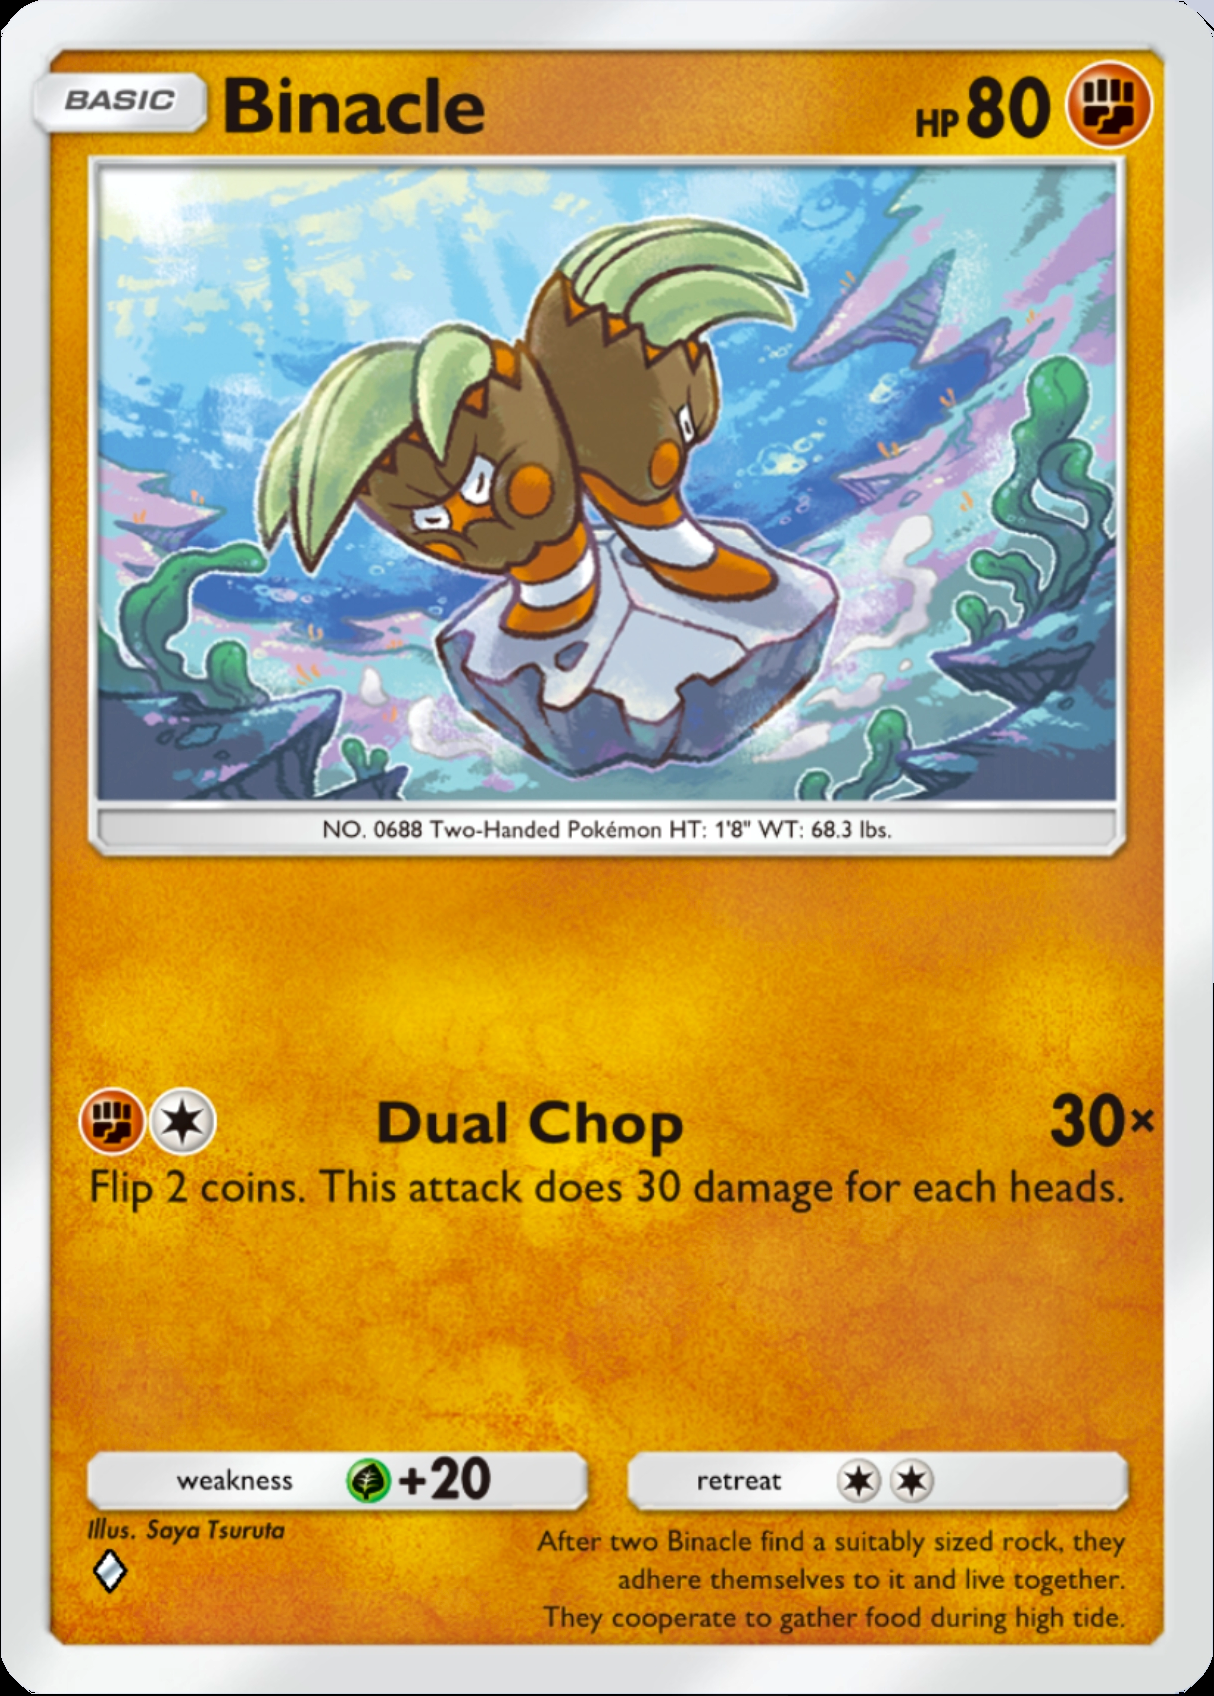 BASIC Binacle HP 80
NO. 0688 Two-Handed Pokémon HT: 1'8" WT: 68.3 lbs.
Dual Chop 30×
Flip 2 coins. This attack does 30 damage for each heads.
weakness +20 retreat
Illus. Saya Tsuruta
After two Binacle find a suitably sized rock, they
adhere themselves to it and live together.
They cooperate to gather food during high tide.